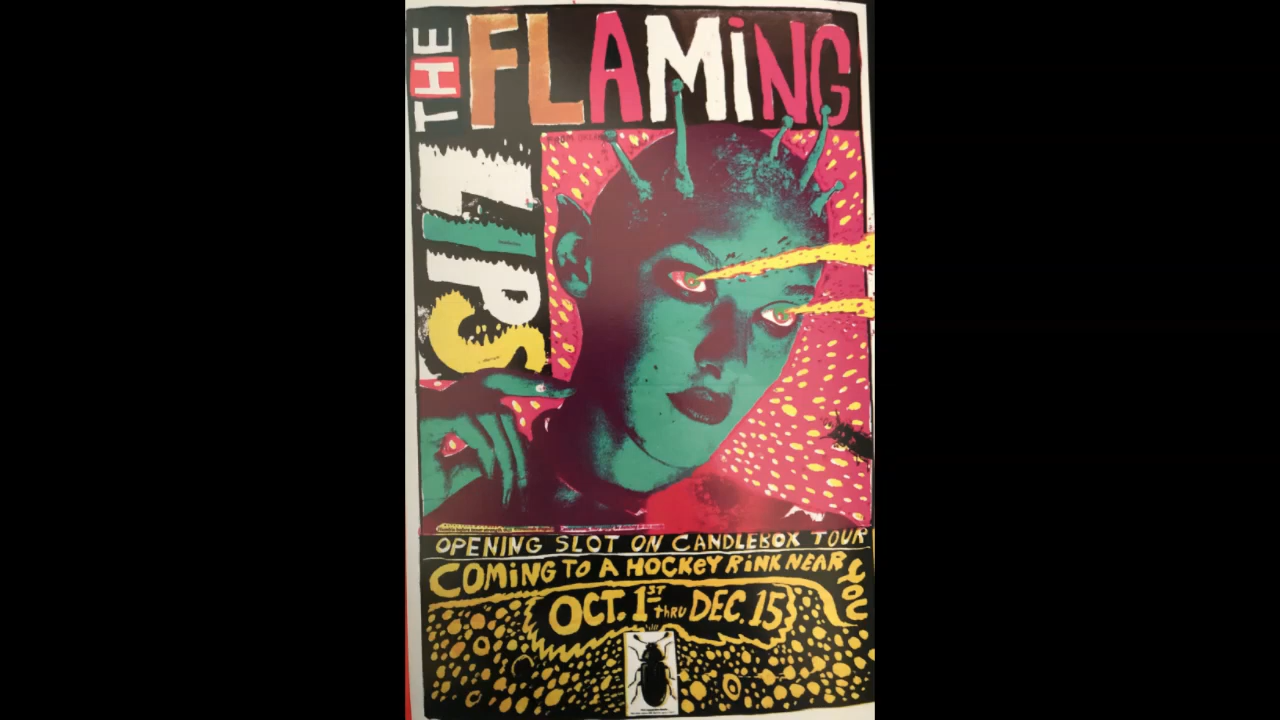 THE FLAMiNG
LIPS
OPENING SLOT ON CANDLEBOX TOUR
COMiNG TO A HOCKEY RiNK NEAR YOU
OCT. 1ST thRU DEC. 15